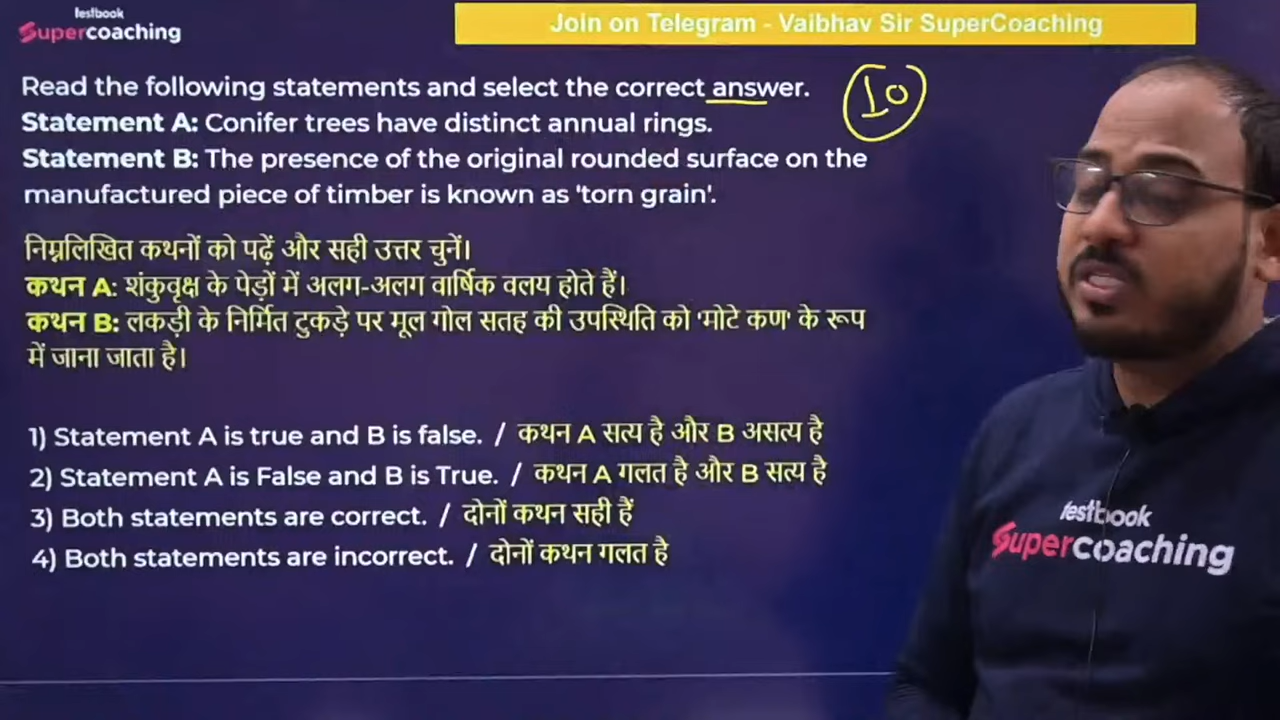 testbook
Supercoaching
Join on Telegram - Vaibhav Sir SuperCoaching
Read the following statements and select the correct answer.
10
Statement A: Conifer trees have distinct annual rings.
Statement B: The presence of the original rounded surface on the
manufactured piece of timber is known as 'torn grain'.
निम्नलिखित कथनों को पढ़ें और सही उत्तर चुनें।
कथन A: शंकुवृक्ष के पेड़ों में अलग-अलग वार्षिक वलय होते हैं।
कथन B: लकड़ी के निर्मित टुकड़े पर मूल गोल सतह की उपस्थिति को 'मोटे कण' के रूप
में जाना जाता है।
1) Statement A is true and B is false. / कथन A सत्य है और B असत्य है
2) Statement A is False and B is True. / कथन A गलत है और B सत्य है
3) Both statements are correct. / दोनों कथन सही हैं
4) Both statements are incorrect. / दोनों कथन गलत है
testbook
Supercoaching